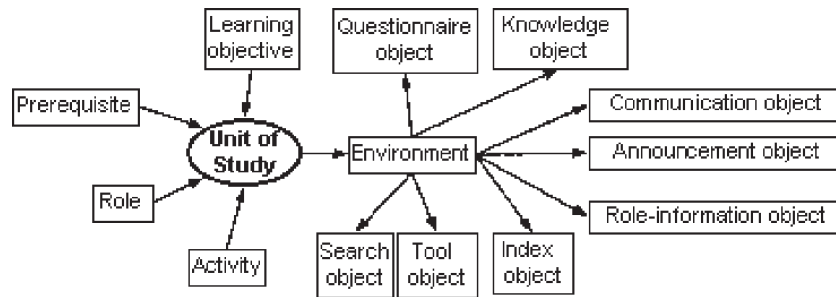 Learning
objective
Questionnaire
object
Knowledge
object
Prerequisite
Communication object
Unit of
Study
Environment
Announcement object
Role
Role-information object
Activity
Search
object
Tool
object
Index
object